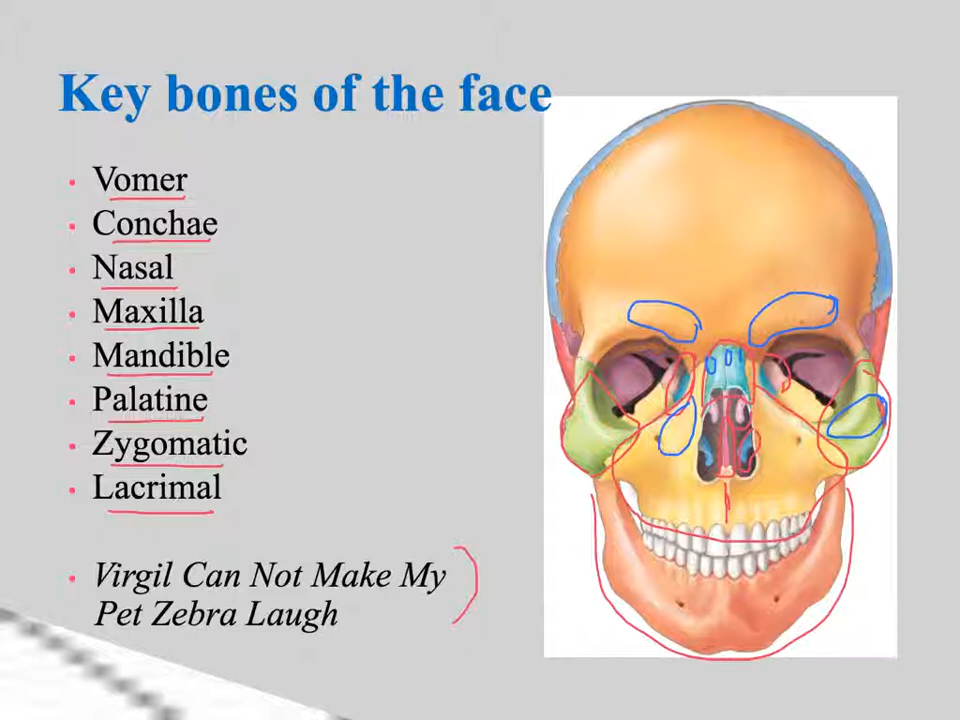 Key bones of the face
Vomer
Conchae
Nasal
Maxilla
Mandible
Palatine
Zygomatic
Lacrimal
Virgil Can Not Make My
Pet Zebra Laugh